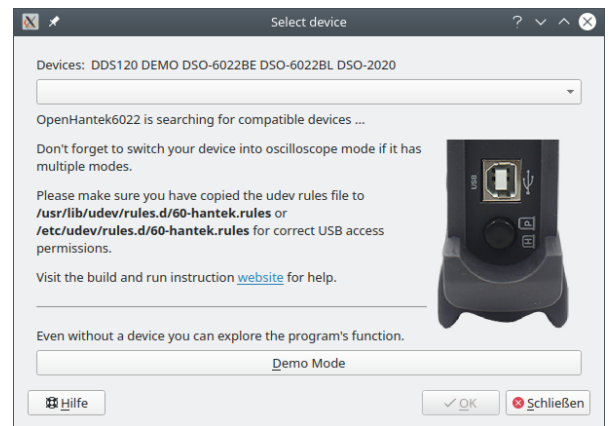 Select device
Devices: DDS120 DEMO DSO-6022BE DSO-6022BL DSO-2020
OpenHantek6022 is searching for compatible devices ...
Don't forget to switch your device into oscilloscope mode if it has
multiple modes.
Please make sure you have copied the udev rules file to
/usr/lib/udev/rules.d/60-hantek.rules or
/etc/udev/rules.d/60-hantek.rules for correct USB access
permissions.
Visit the build and run instruction website for help.
USB
P
H
Even without a device you can explore the program's function.
Demo Mode
Hilfe
OK
Schließen